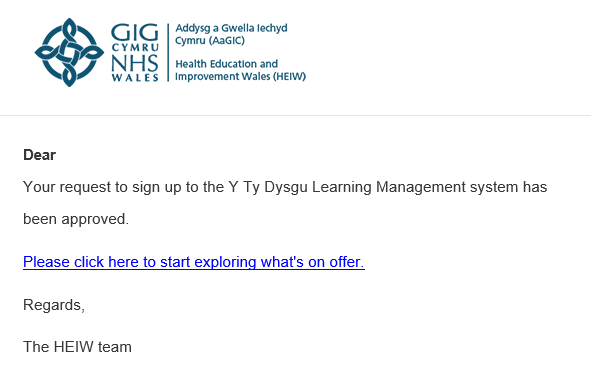 GIG
CYMRU
NHS
WALES
Addysg a Gwella Iechyd
Cymru (AaGIC)
Health Education and
Improvement Wales (HEIW)
Dear
Your request to sign up to the Y Ty Dysgu Learning Management system has
been approved.
Please click here to start exploring what's on offer.
Regards,
The HEIW team